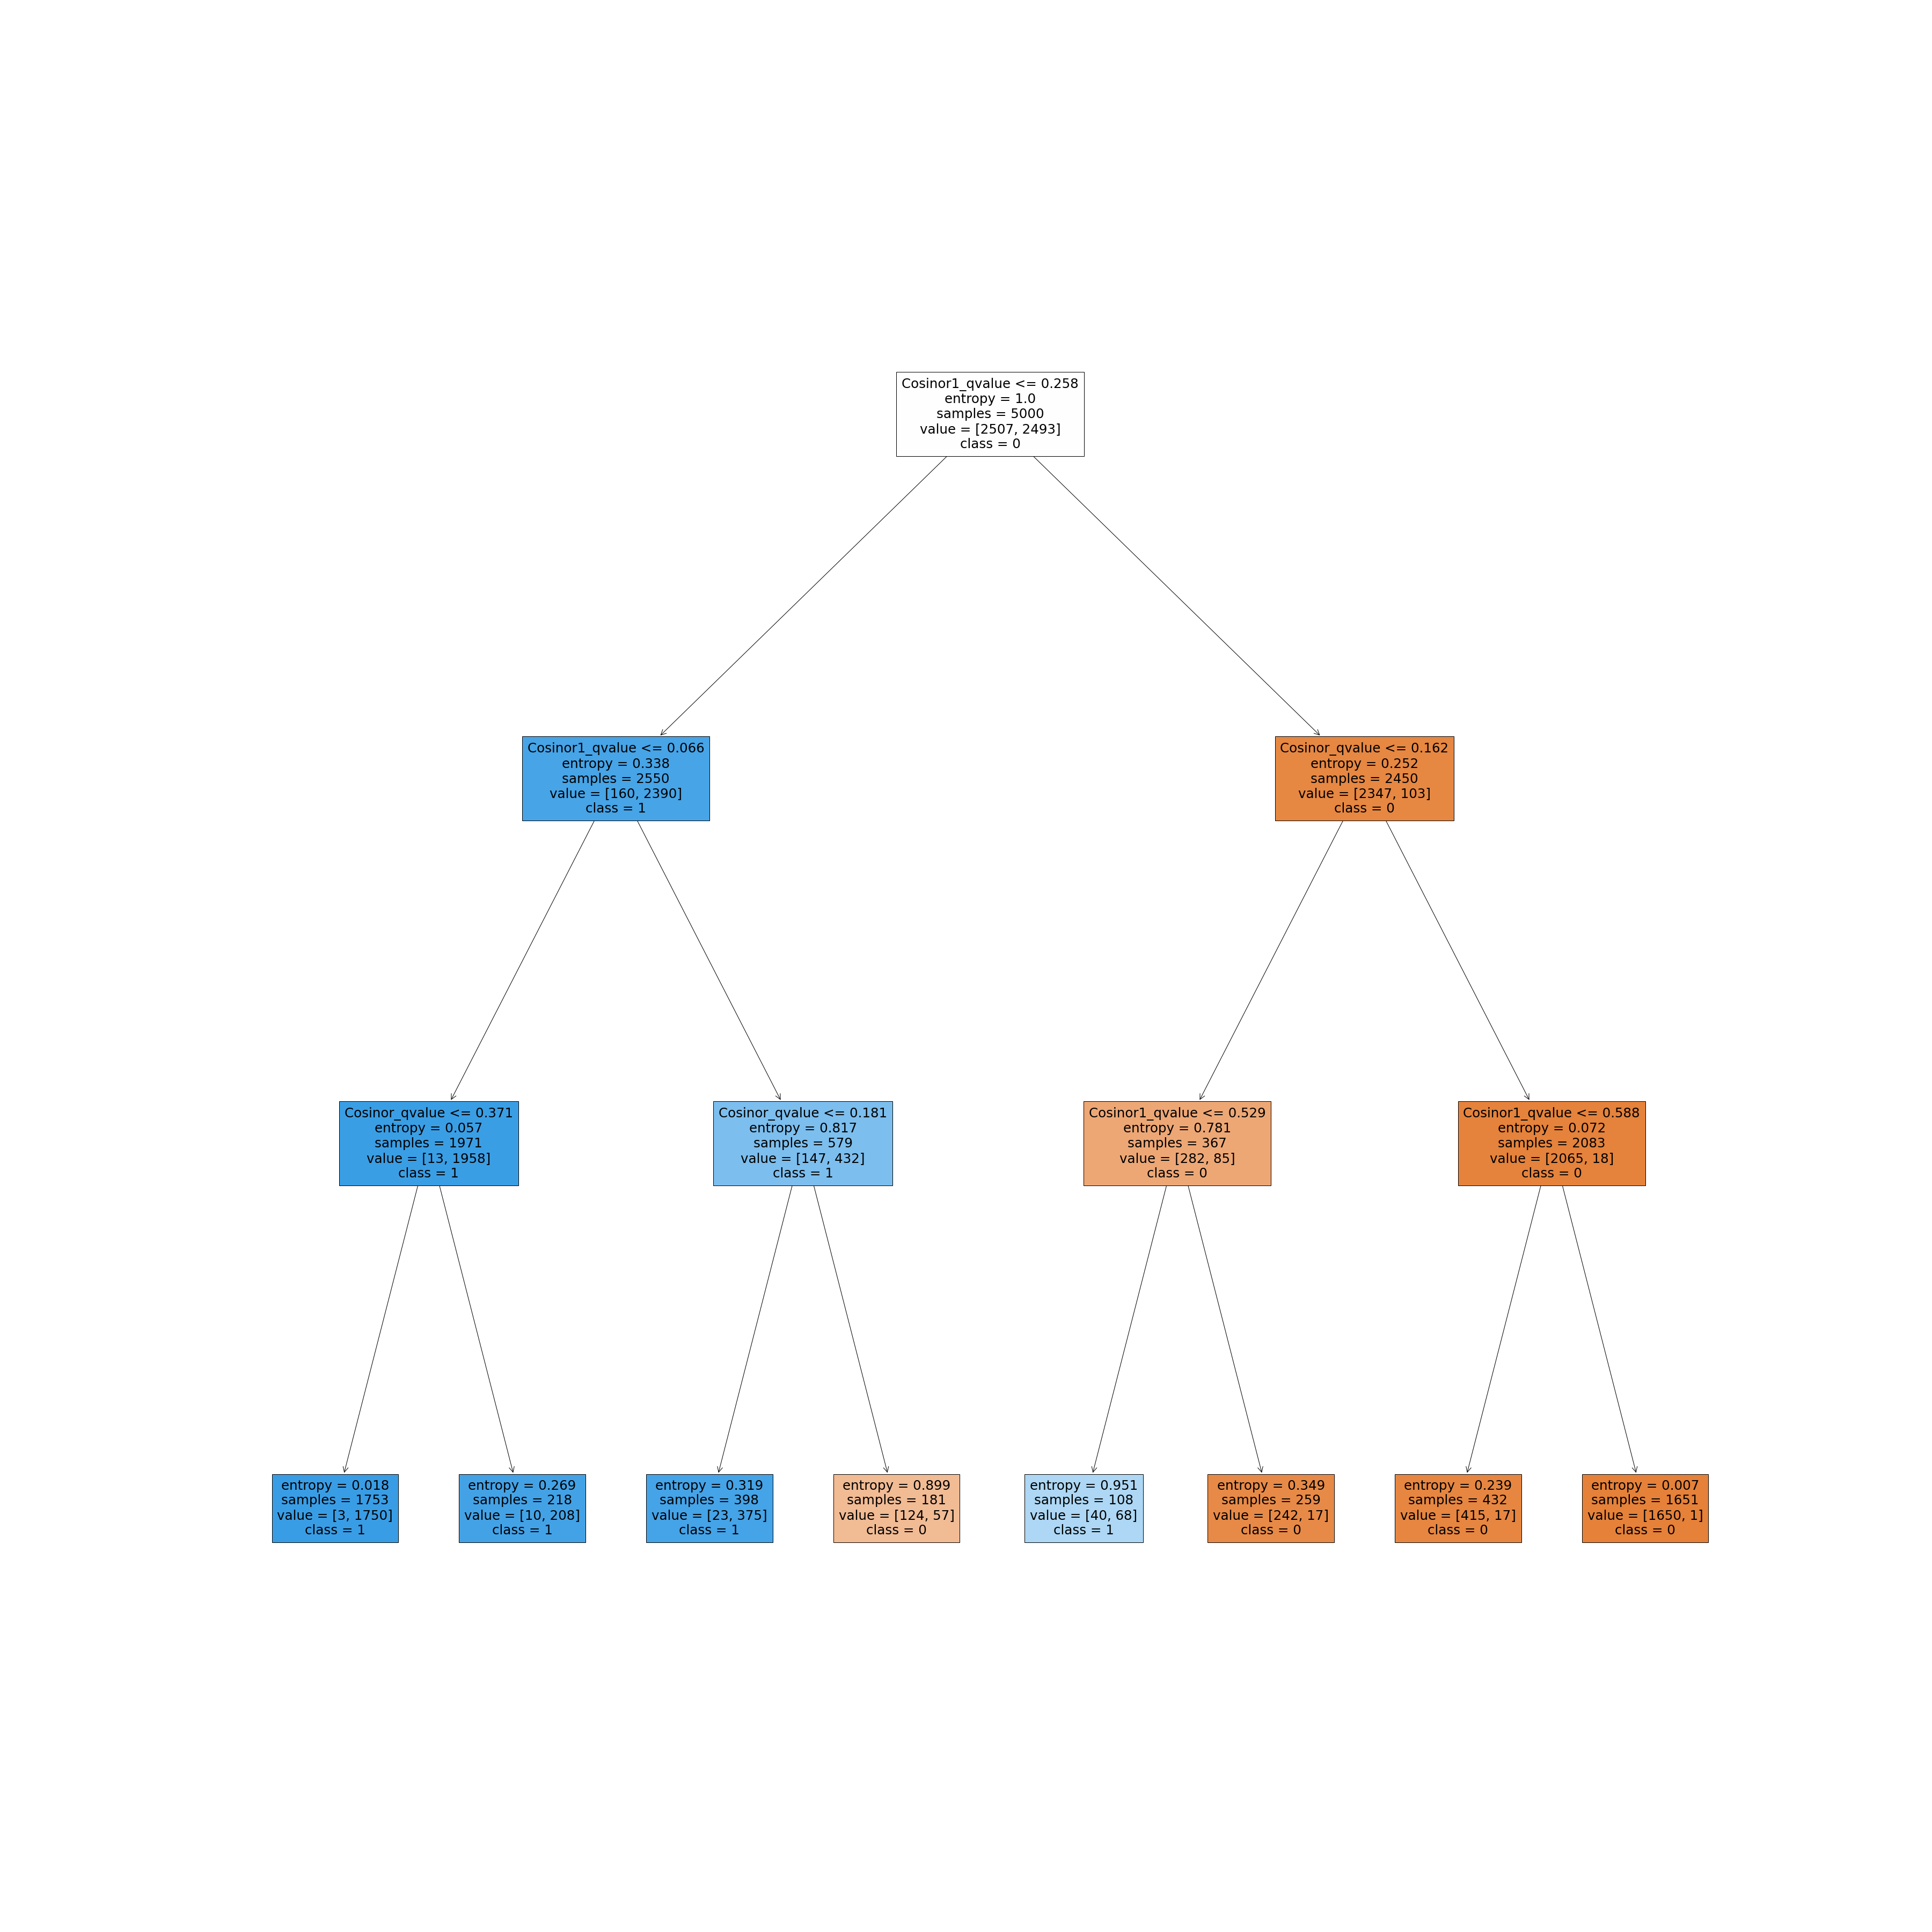 Cosinor1_qvalue <= 0.258
entropy = 1.0
samples = 5000
value = [2507, 2493]
class = 0
Cosinor1_qvalue <= 0.066
entropy = 0.338
samples = 2550
value = [160, 2390]
class = 1
Cosinor_qvalue <= 0.162
entropy = 0.252
samples = 2450
value = [2347, 103]
class = 0
Cosinor_qvalue <= 0.371
entropy = 0.057
samples = 1971
value = [13, 1958]
class = 1
Cosinor_qvalue <= 0.181
entropy = 0.817
samples = 579
value = [147, 432]
class = 1
Cosinor1_qvalue <= 0.529
entropy = 0.781
samples = 367
value = [282, 85]
class = 0
Cosinor1_qvalue <= 0.588
entropy = 0.072
samples = 2083
value = [2065, 18]
class = 0
entropy = 0.018
samples = 1753
value = [3, 1750]
class = 1
entropy = 0.269
samples = 218
value = [10, 208]
class = 1
entropy = 0.319
samples = 398
value = [23, 375]
class = 1
entropy = 0.899
samples = 181
value = [124, 57]
class = 0
entropy = 0.951
samples = 108
value = [40, 68]
class = 1
entropy = 0.349
samples = 259
value = [242, 17]
class = 0
entropy = 0.239
samples = 432
value = [415, 17]
class = 0
entropy = 0.007
samples = 1651
value = [1650, 1]
class = 0